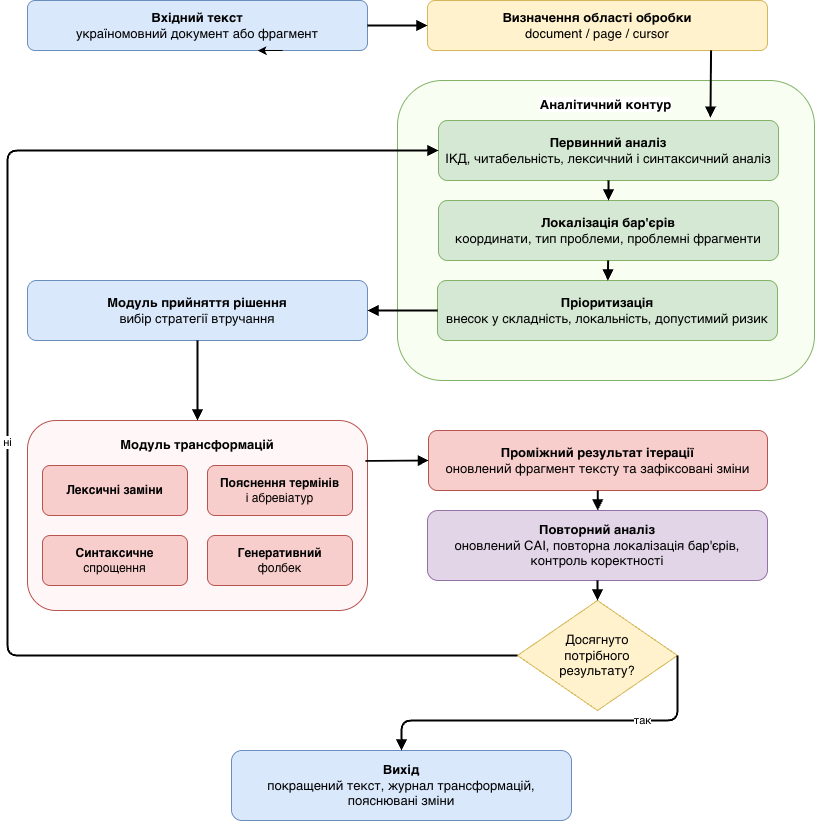 Вхідний текст
україномовний документ або фрагмент
Визначення області обробки
document / page / cursor
Аналітичний контур
Первинний аналіз
ІКД, читабельність, лексичний і синтаксичний аналіз
Локалізація бар'єрів
координати, тип проблеми, проблемні фрагменти
Модуль прийняття рішення
вибір стратегії втручання
Пріоритизація
внесок у складність, локальність, допустимий ризик
ні
Модуль трансформацій
Лексичні заміни
Пояснення термінів
і абревіатур
Синтаксичне
спрощення
Генеративний
фолбек
Проміжний результат ітерації
оновлений фрагмент тексту та зафіксовані зміни
Повторний аналіз
оновлений CAI, повторна локалізація бар'єрів,
контроль коректності
Досягнуто
потрібного
результату?
так
Вихід
покращений текст, журнал трансформацій,
пояснювані зміни